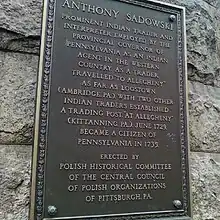 ANTHONY SADOWSKI
PROMINENT INDIAN TRADER AND
INTERPRETER EMPLOYED BY THE
PROVINCIAL GOVERNOR OF
PENNSYLVANIA AS AN INDIAN
AGENT IN THE WESTERN
COUNTRY. AS A TRADER,
TRAVELLED TO ALLEGHENY
AS FAR AS LOGSTOWN
(AMBRIDGE, PA.) WITH TWO OTHER
INDIAN TRADERS ESTABLISHED
A TRADING POST AT ALLEGHENY
(KITTANNING, PA.) JUNE 1729.
BECAME A CITIZEN OF
PENNSYLVANIA IN 1735.
ERECTED BY
POLISH HISTORICAL COMMITTEE
OF THE CENTRAL COUNCIL
OF POLISH ORGANIZATIONS
OF PITTSBURGH, PA.